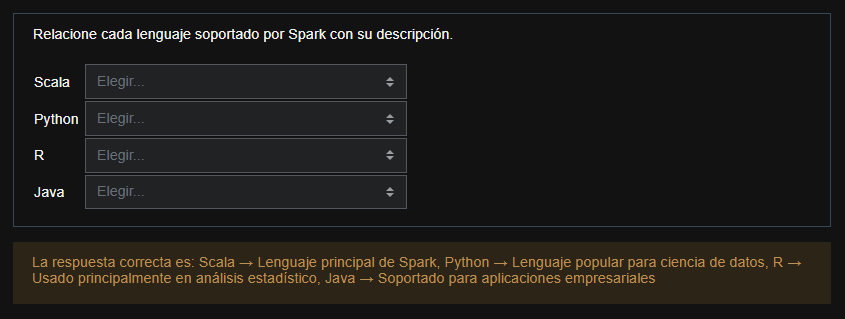 Relacione cada lenguaje soportado por Spark con su descripción.
Scala Elegir...
Python Elegir...
R Elegir...
Java Elegir...
La respuesta correcta es: Scala → Lenguaje principal de Spark, Python → Lenguaje popular para ciencia de datos, R →
Usado principalmente en análisis estadístico, Java → Soportado para aplicaciones empresariales